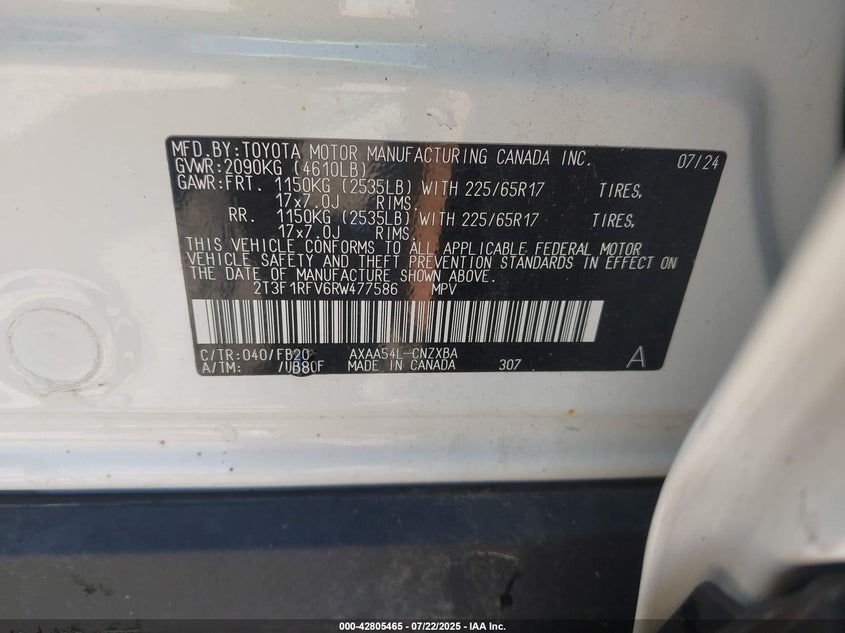 MFD.BY:TOYOTA MOTOR MANUFACTURING CANADA INC. 07/24
GVWR:2090KG (4610LB)
GAWR:FRT. 1150KG (2535LB) WITH 225/65R17 TIRES,
17x7.0J RIMS.
RR. 1150KG (2535LB) WITH 225/65R17 TIRES,
17x7.0J RIMS.
THIS VEHICLE CONFORMS TO ALL APPLICABLE FEDERAL MOTOR
VEHICLE SAFETY AND THEFT PREVENTION STANDARDS IN EFFECT ON
THE DATE OF MANUFACTURE SHOWN ABOVE.
2T3F1RFV6RW477586 MPV
C/TR:040/FB20 AXAA54L-CNZXBA
A/TM: /UB80F MADE IN CANADA 307 A
000-42805465 - 07/22/2025 - IAA Inc.